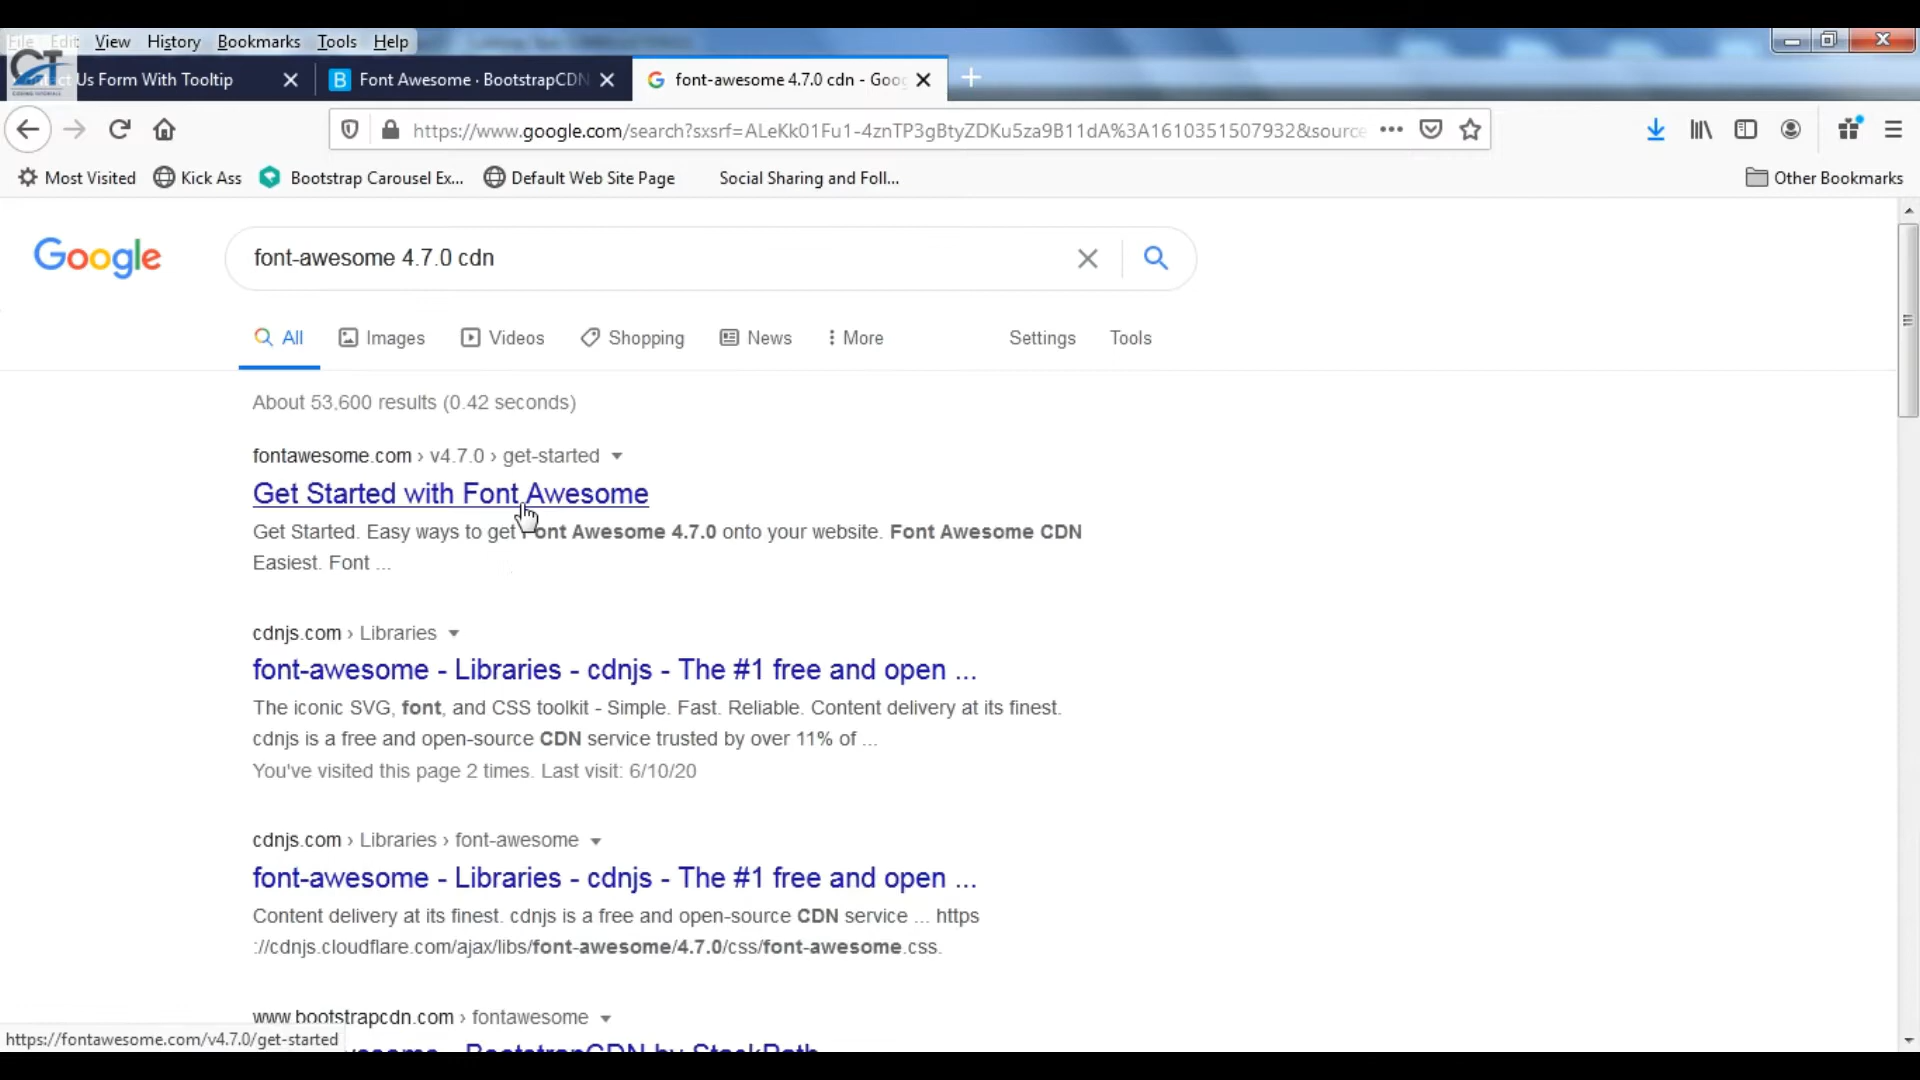 File Edit View History Bookmarks Tools Help
CT
Us Form With Tooltip
Font Awesome · BootstrapCDN
font-awesome 4.7.0 cdn - Goo
https://www.google.com/search?sxsrf=ALeKk01Fu1-4znTP3gBtyZDKu5za9B11dA%3A1610351507932&source
Most Visited Kick Ass Bootstrap Carousel Ex... Default Web Site Page Social Sharing and Foll... Other Bookmarks
Google
font-awesome 4.7.0 cdn
All Images Videos Shopping News More Settings Tools
About 53,600 results (0.42 seconds)
fontawesome.com › v4.7.0 › get-started
Get Started with Font Awesome
Get Started. Easy ways to get Font Awesome 4.7.0 onto your website. Font Awesome CDN
Easiest. Font ...
cdnjs.com › Libraries
font-awesome - Libraries - cdnjs - The #1 free and open ...
The iconic SVG, font, and CSS toolkit - Simple. Fast. Reliable. Content delivery at its finest.
cdnjs is a free and open-source CDN service trusted by over 11% of ...
You've visited this page 2 times. Last visit: 6/10/20
cdnjs.com › Libraries › font-awesome
font-awesome - Libraries - cdnjs - The #1 free and open ...
Content delivery at its finest. cdnjs is a free and open-source CDN service ... https
://cdnjs.cloudflare.com/ajax/libs/font-awesome/4.7.0/css/font-awesome.css.
www.bootstrapcdn.com › fontawesome
- BootstrapCDN by StackPath
https://fontawesome.com/v4.7.0/get-started